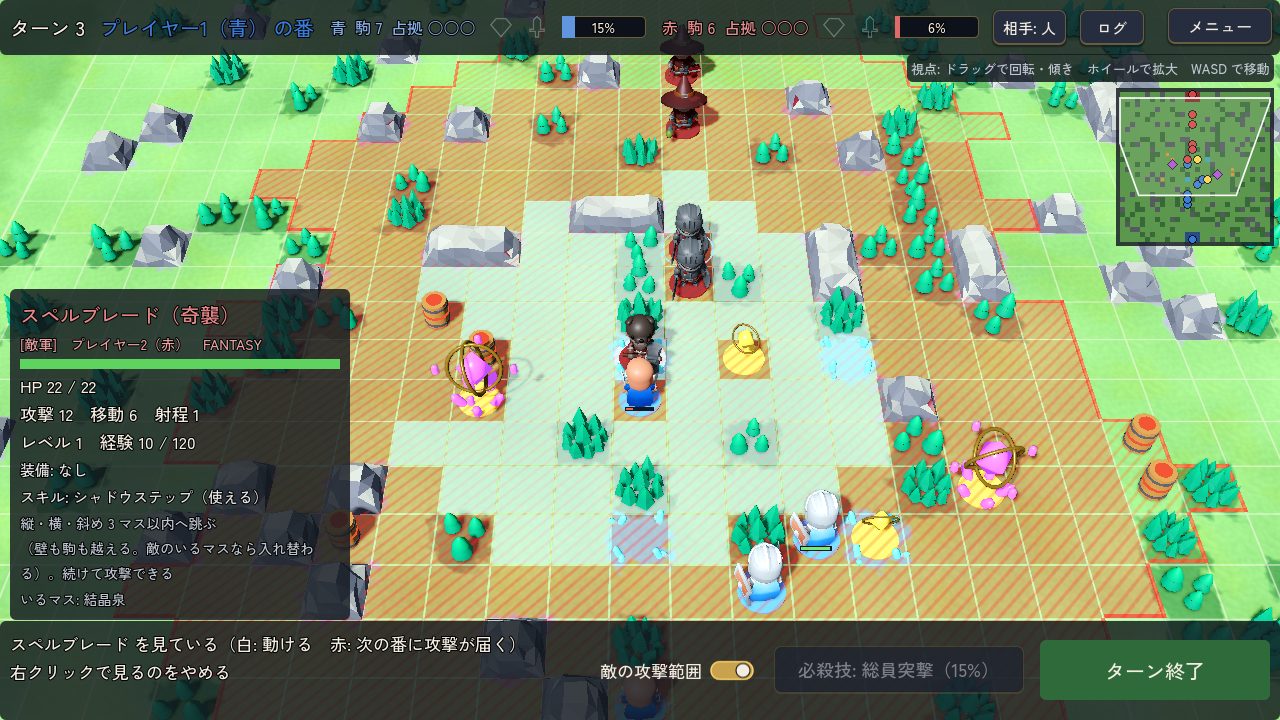 ターン 3 プレイヤー1（青）の番 青 駒 7 占拠 〇〇〇 15% 赤 駒 6 占拠 〇〇〇 6% 相手: 人 ログ メニュー
視点: ドラッグで回転・傾き ホイールで拡大 WASD で移動
スペルブレード（奇襲）
[敵軍] プレイヤー2（赤） FANTASY
HP 22 / 22
攻撃 12 移動 6 射程 1
レベル 1 経験 10 / 120
装備: なし
スキル: シャドウステップ（使える）
縦・横・斜め 3 マス以内へ跳ぶ
（壁も駒も越える。敵のいるマスなら入れ替わ
る）。続けて攻撃できる
いるマス: 結晶泉
スペルブレード を見ている（白: 動ける 赤: 次の番に攻撃が届く）
右クリックで見るのをやめる
敵の攻撃範囲
必殺技: 総員突撃（15%）
ターン終了